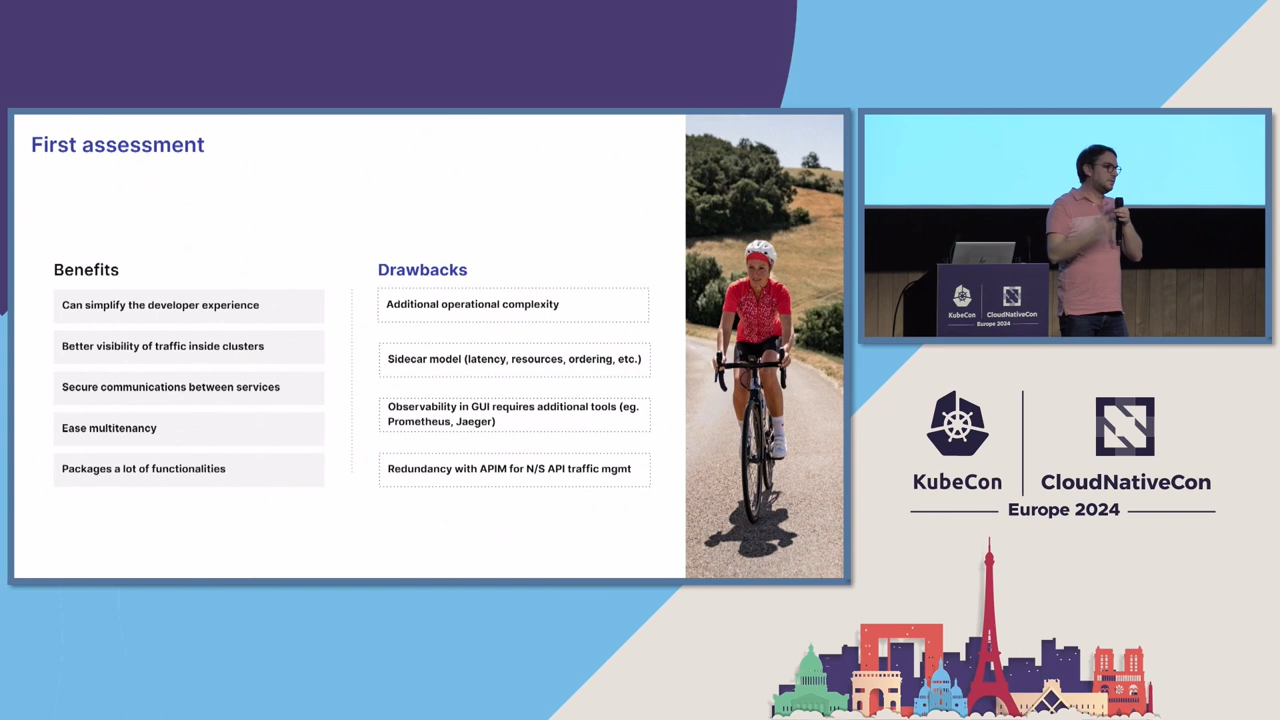 First assessment
Benefits
Can simplify the developer experience
Better visibility of traffic inside clusters
Secure communications between services
Ease multitenancy
Packages a lot of functionalities
Drawbacks
Additional operational complexity
Sidecar model (latency, resources, ordering, etc.)
Observability in GUI requires additional tools (eg.
Prometheus, Jaeger)
Redundancy with APIM for N/S API traffic mgmt
KubeCon
CloudNativeCon
Europe 2024
KubeCon
CloudNativeCon
Europe 2024